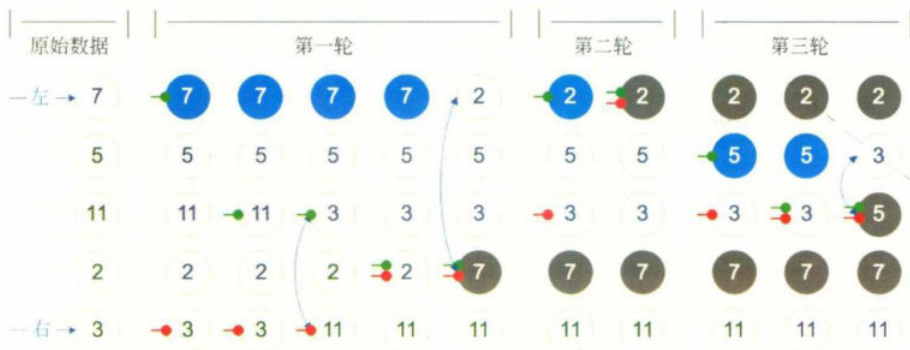 原始数据 第一轮 第二轮 第三轮
左 7 7 7 7 7 2 2 2 2 2 2
5 5 5 5 5 5 5 5 5 5 3
11 11 11 3 3 3 3 3 3 3 5
2 2 2 2 2 7 7 7 7 7 7
右 3 3 3 11 11 11 11 11 11 11 11